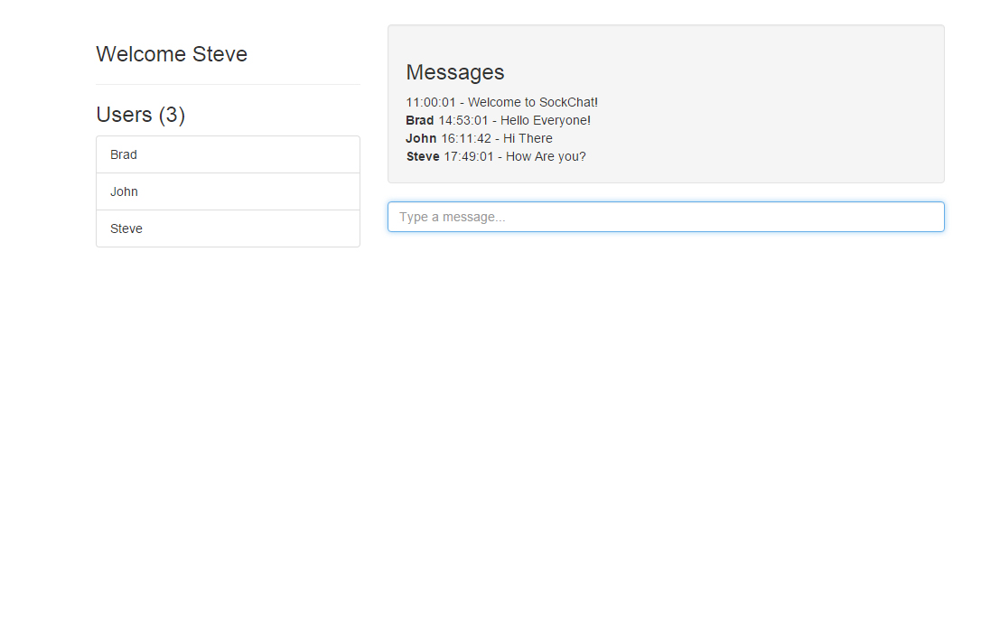 Welcome Steve
Users (3)
Brad
John
Steve
Messages
11:00:01 - Welcome to SockChat!
Brad 14:53:01 - Hello Everyone!
John 16:11:42 - Hi There
Steve 17:49:01 - How Are you?
Type a message...